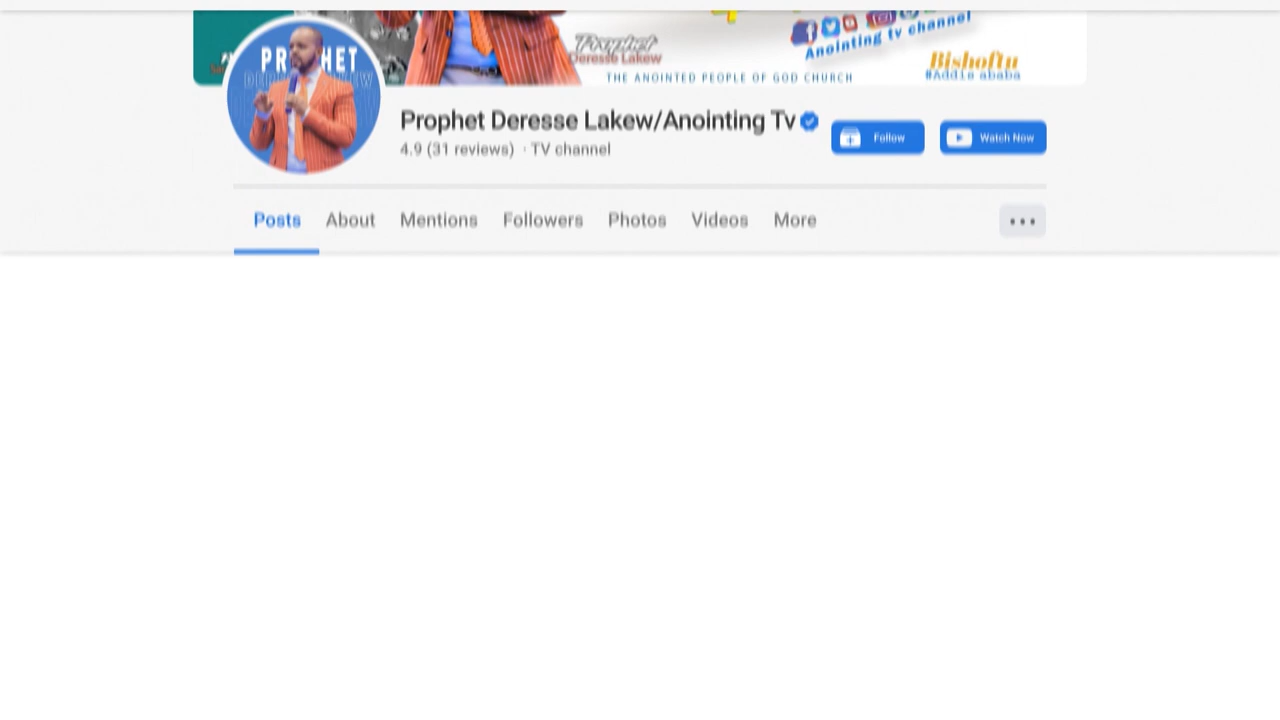 Prophet
Deresse Lakew
Anointing tv channel
THE ANOINTED PEOPLE OF GOD CHURCH
Bishoftu
#Addis ababa
Prophet Deresse Lakew/Anointing Tv
4.9 (31 reviews) · TV channel
Follow
Watch Now
Posts
About
Mentions
Followers
Photos
Videos
More